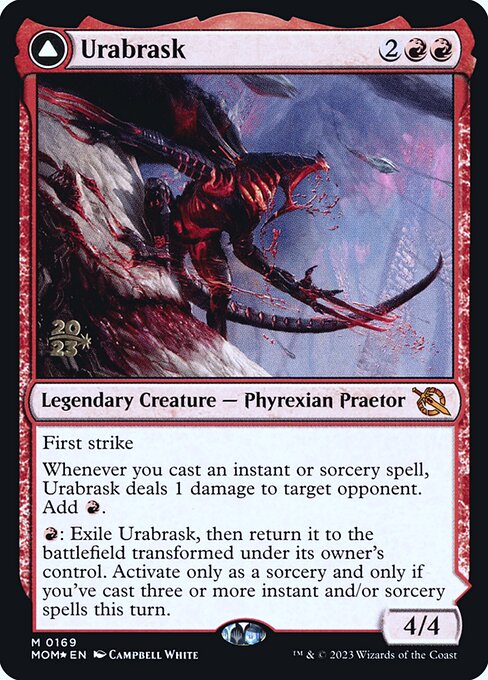 Urabrask 2
20
23
Legendary Creature — Phyrexian Praetor
First strike
Whenever you cast an instant or sorcery spell,
Urabrask deals 1 damage to target opponent.
Add .
: Exile Urabrask, then return it to the
battlefield transformed under its owner's
control. Activate only as a sorcery and only if
you've cast three or more instant and/or sorcery
spells this turn.
4/4
M 0169
MOM★EN Campbell White
™ & © 2023 Wizards of the Coast